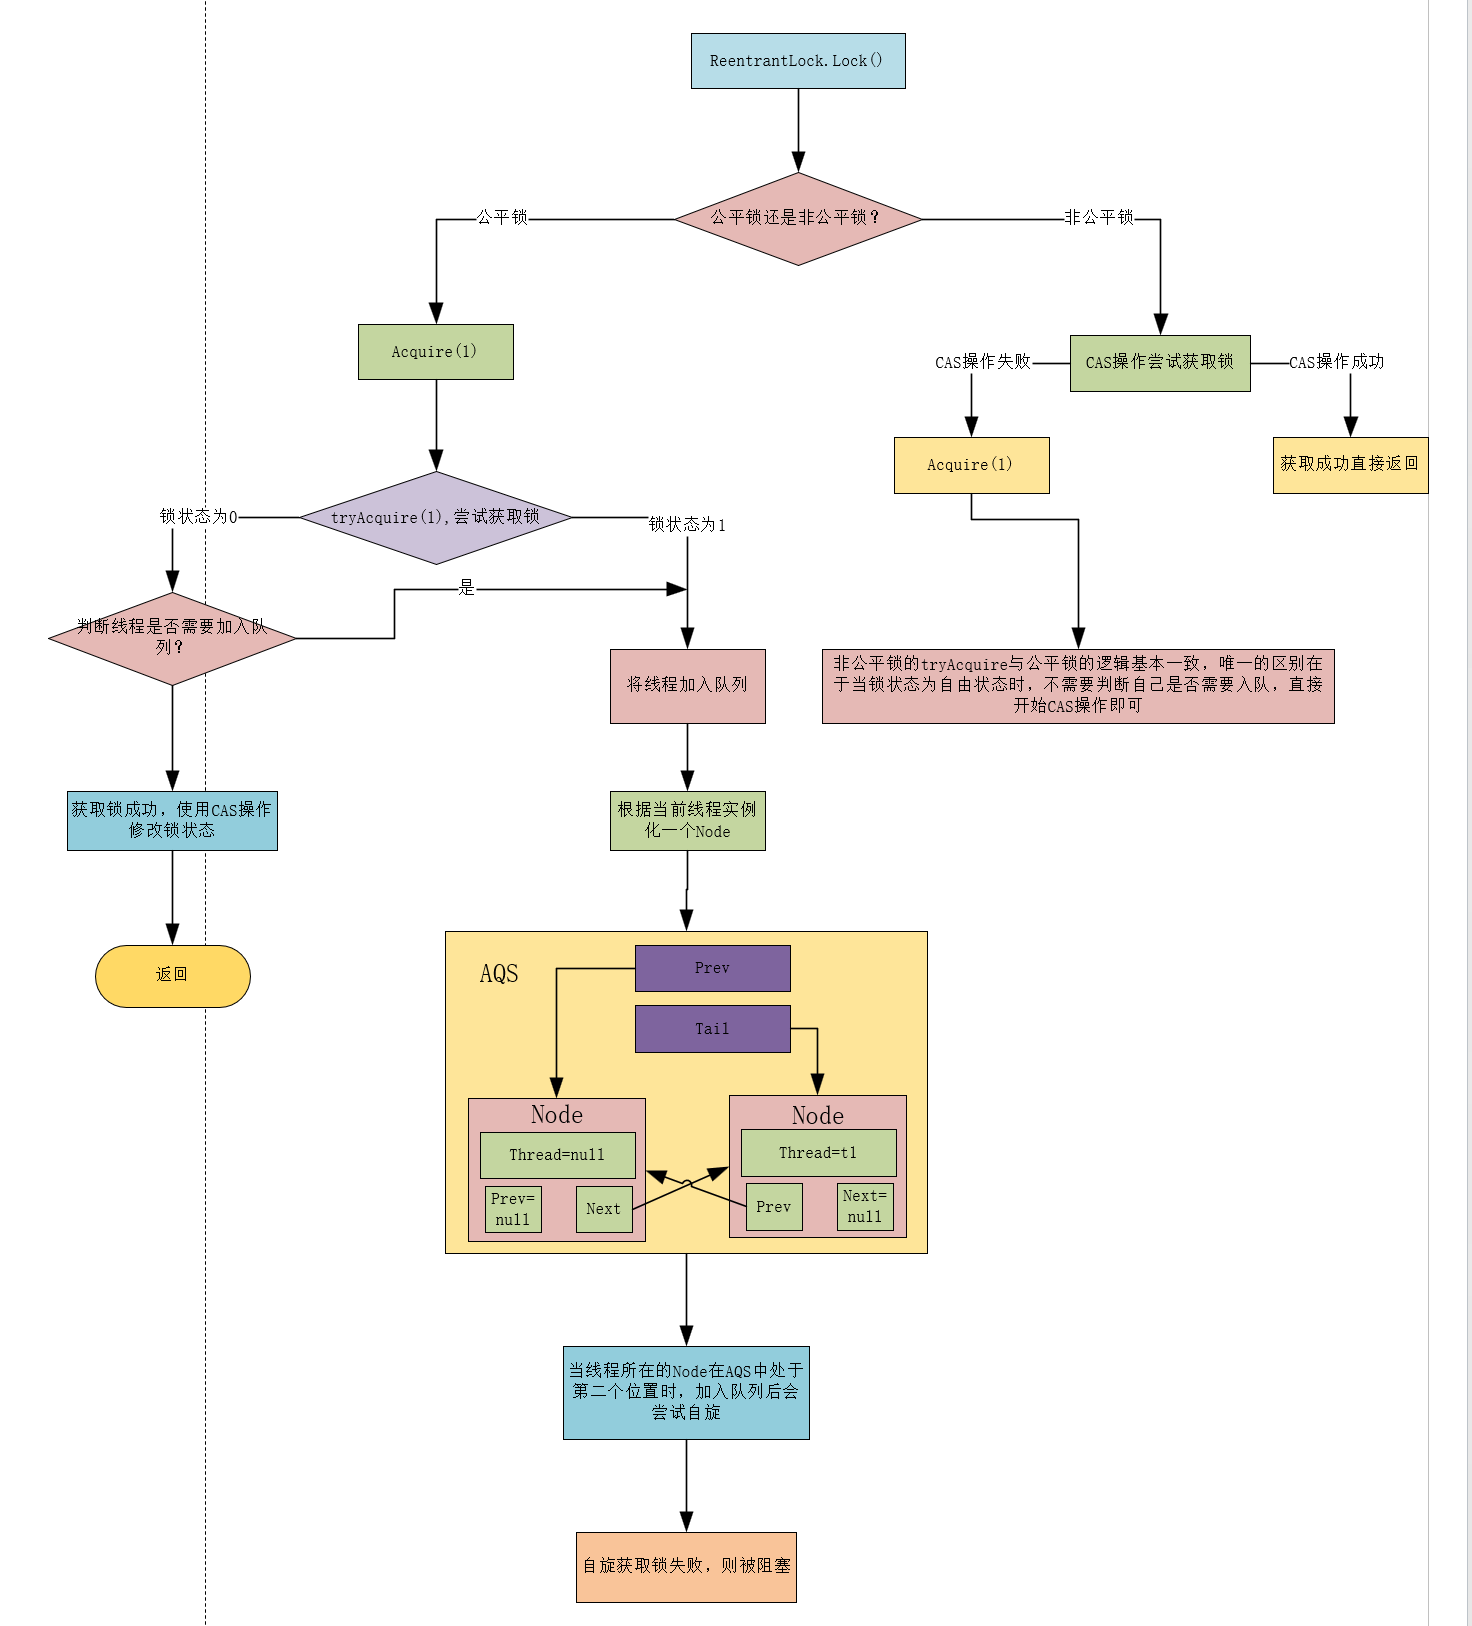 ReentrantLock.Lock()
公平锁还是非公平锁？
公平锁
非公平锁
Acquire(1)
CAS操作失败
CAS操作尝试获取锁
CAS操作成功
Acquire(1)
获取成功直接返回
tryAcquire(1),尝试获取锁
锁状态为0
锁状态为1
是
判断线程是否需要加入队
列？
将线程加入队列
非公平锁的tryAcquire与公平锁的逻辑基本一致，唯一的区别在
于当锁状态为自由状态时，不需要判断自己是否需要入队，直接
开始CAS操作即可
获取锁成功，使用CAS操作
修改锁状态
根据当前线程实例
化一个Node
返回
AQS
Prev
Tail
Node
Thread=null
Prev=
null
Next
Node
Thread=t1
Prev
Next=
null
当线程所在的Node在AQS中处于
第二个位置时，加入队列后会
尝试自旋
自旋获取锁失败，则被阻塞